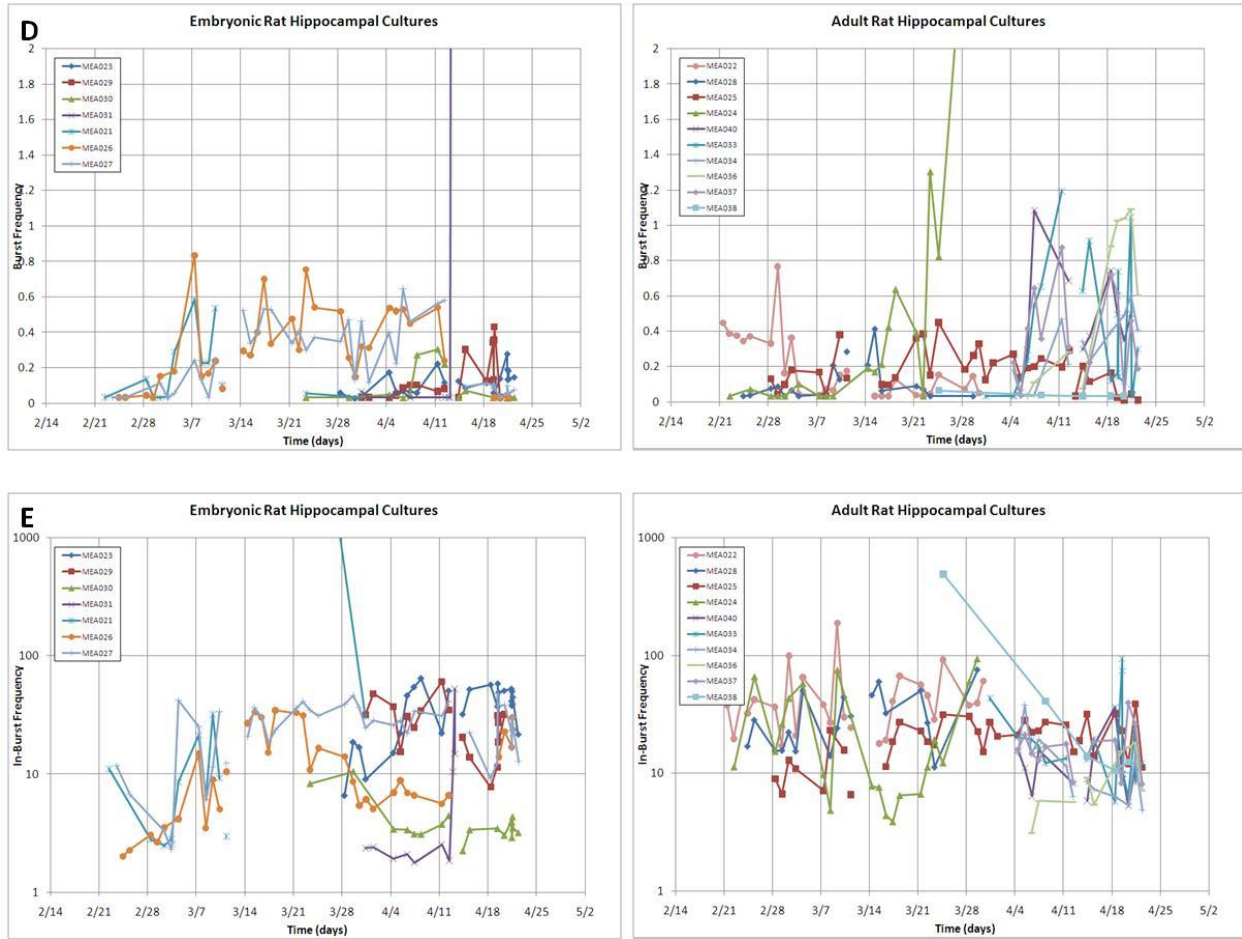 D
Embryonic Rat Hippocampal Cultures
2
1.8
1.6
1.4
1.2
1
0.8
0.6
0.4
0.2
0
Burst Frequency
MEA023
MEA029
MEA030
MEA031
MEA021
MEA026
MEA027
2/14 2/21 2/28 3/7 3/14 3/21 3/28 4/4 4/11 4/18 4/25 5/2
Time (days)
Adult Rat Hippocampal Cultures
2
1.8
1.6
1.4
1.2
1
0.8
0.6
0.4
0.2
0
Burst Frequency
MEA022
MEA028
MEA025
MEA024
MEA040
MEA033
MEA034
MEA036
MEA037
MEA038
2/14 2/21 2/28 3/7 3/14 3/21 3/28 4/4 4/11 4/18 4/25 5/2
Time (days)
E
Embryonic Rat Hippocampal Cultures
1000
100
10
1
In-Burst Frequency
MEA023
MEA029
MEA030
MEA031
MEA021
MEA026
MEA027
2/14 2/21 2/28 3/7 3/14 3/21 3/28 4/4 4/11 4/18 4/25 5/2
Time (days)
Adult Rat Hippocampal Cultures
1000
100
10
1
In-Burst Frequency
MEA022
MEA028
MEA025
MEA024
MEA040
MEA033
MEA034
MEA036
MEA037
MEA038
2/14 2/21 2/28 3/7 3/14 3/21 3/28 4/4 4/11 4/18 4/25 5/2
Time (days)